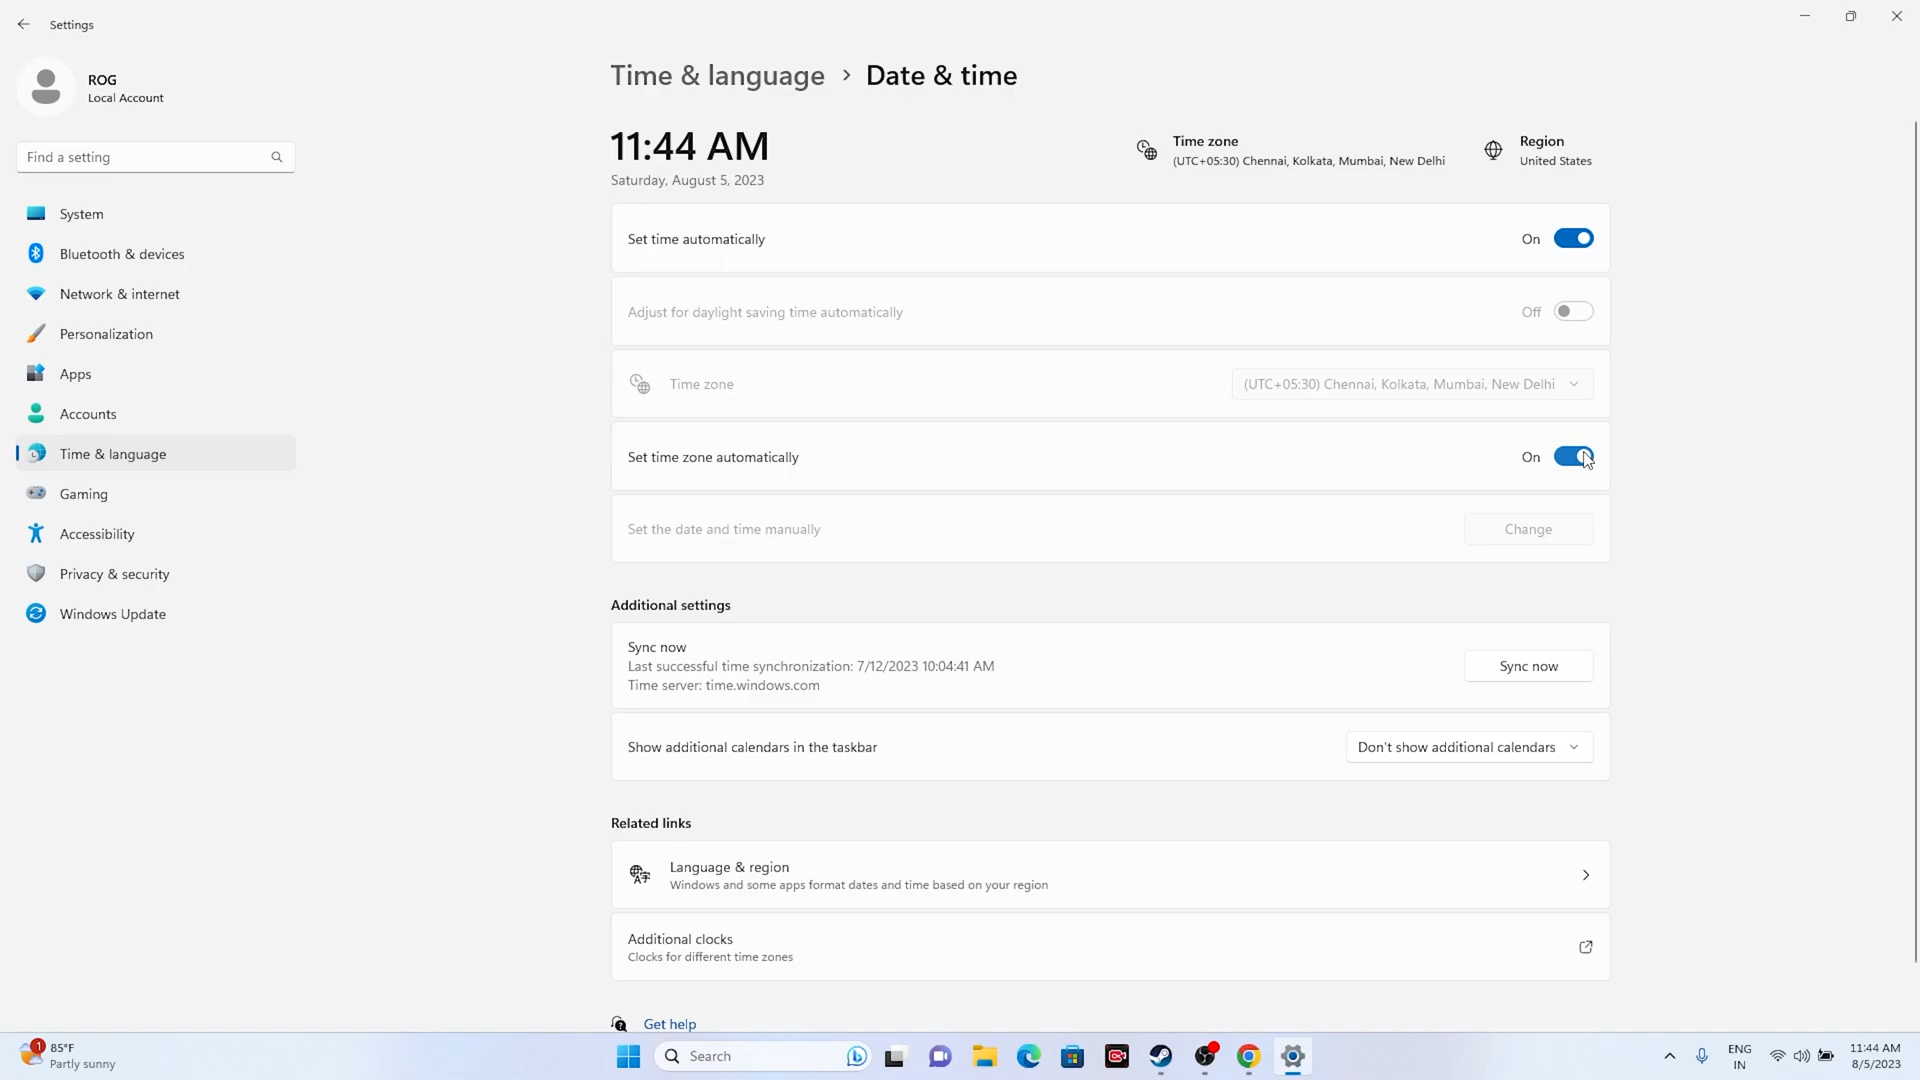 Settings
ROG
Local Account
Find a setting
System
Bluetooth & devices
Network & internet
Personalization
Apps
Accounts
Time & language
Gaming
Accessibility
Privacy & security
Windows Update
Time & language > Date & time
11:44 AM
Saturday, August 5, 2023
Time zone
(UTC+05:30) Chennai, Kolkata, Mumbai, New Delhi
Region
United States
Set time automatically On
Adjust for daylight saving time automatically Off
Time zone (UTC+05:30) Chennai, Kolkata, Mumbai, New Delhi
Set time zone automatically On
Set the date and time manually Change
Additional settings
Sync now
Last successful time synchronization: 7/12/2023 10:04:41 AM
Time server: time.windows.com
Sync now
Show additional calendars in the taskbar Don't show additional calendars
Related links
Language & region
Windows and some apps format dates and time based on your region
Additional clocks
Clocks for different time zones
Get help
1
85°F
Partly sunny
Search
ENG
IN
11:44 AM
8/5/2023